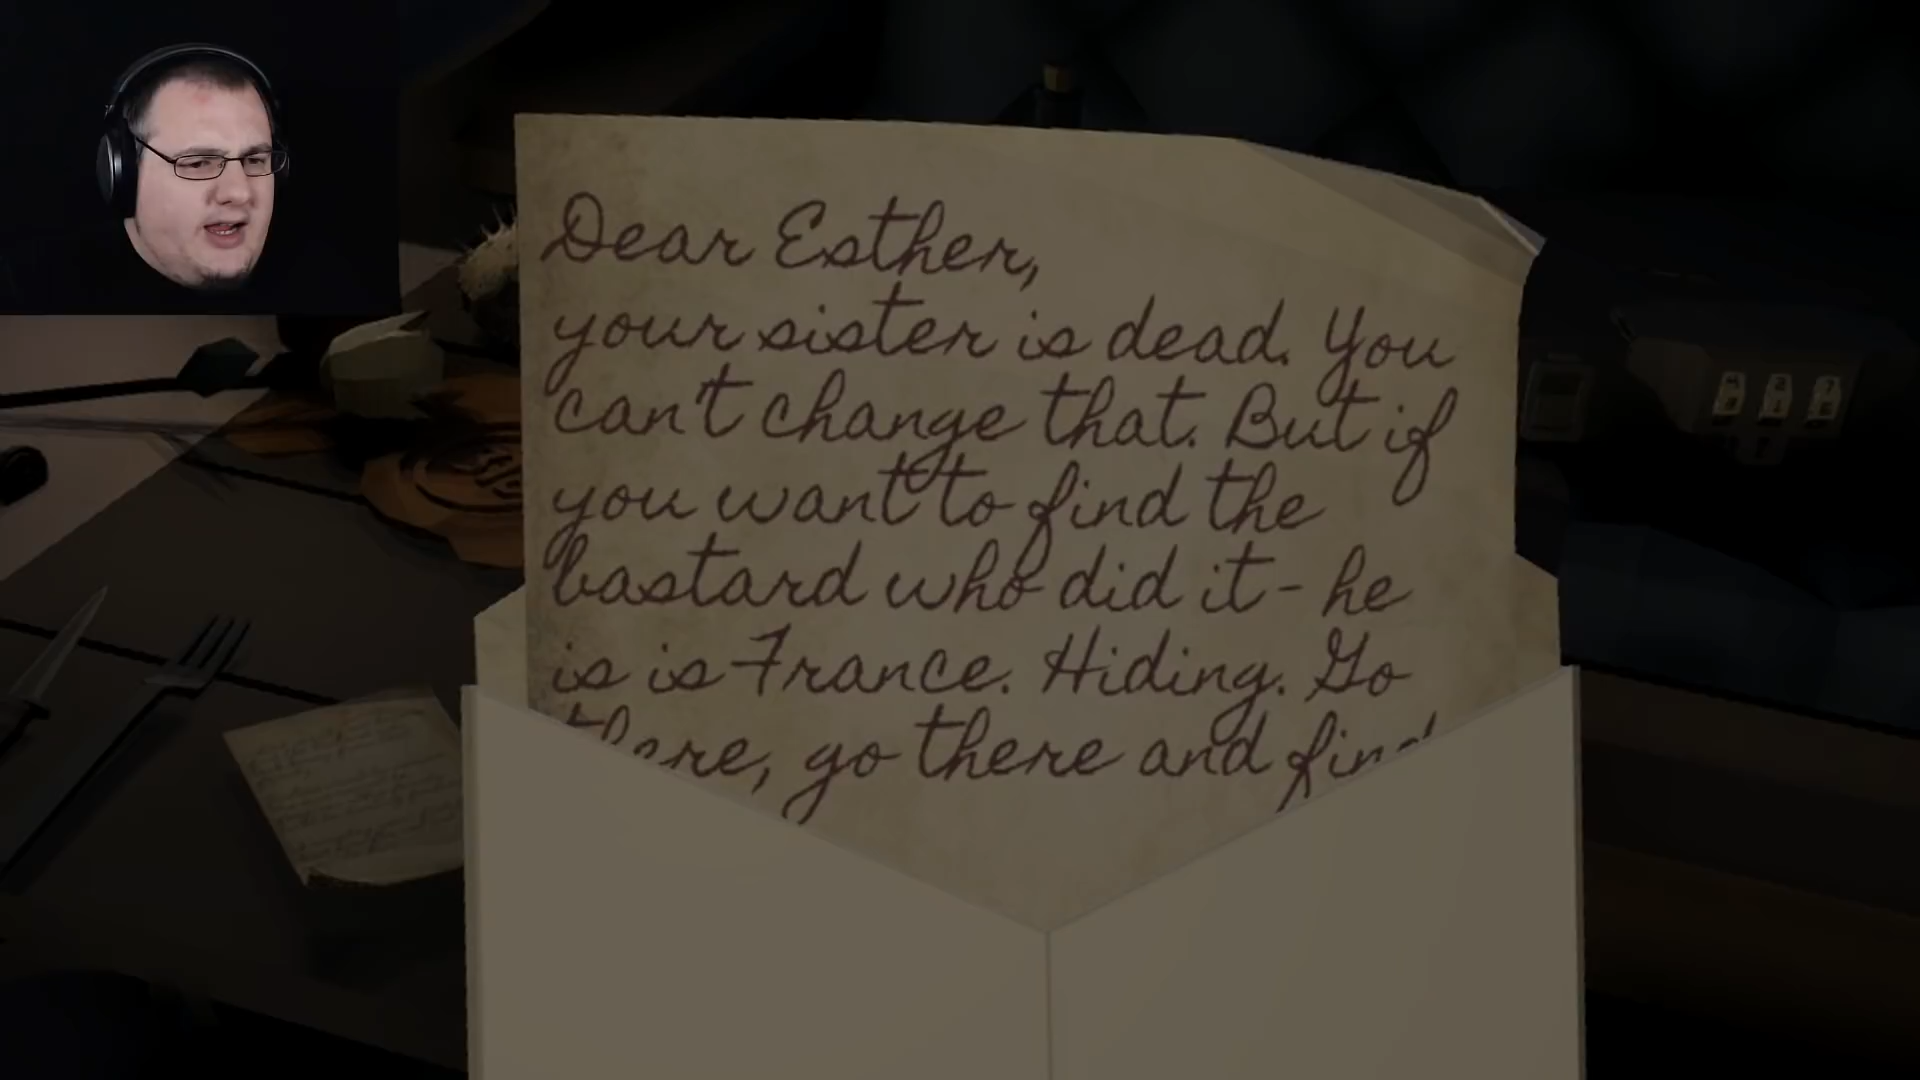 Dear Esther,
your sister is dead. You
can't change that. But if
you want to find the
bastard who did it - he
is is France. Hiding. Go
there, go there and find